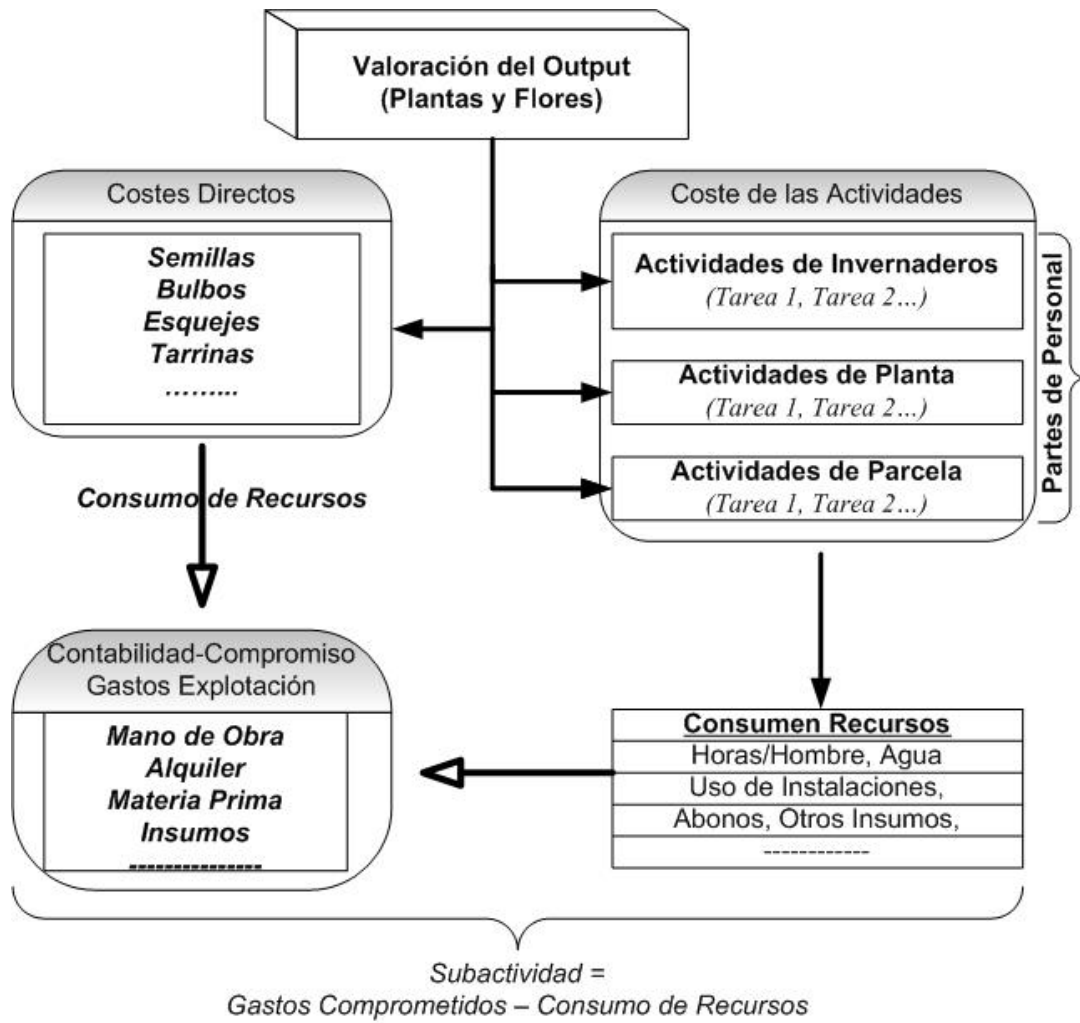 Valoración del Output
(Plantas y Flores)
Costes Directos
Semillas
Bulbos
Esquejes
Tarrinas
.........
Coste de las Actividades
Actividades de Invernaderos
(Tarea 1, Tarea 2...)
Actividades de Planta
(Tarea 1, Tarea 2...)
Actividades de Parcela
(Tarea 1, Tarea 2...)
Partes de Personal
Consumo de Recursos
Contabilidad-Compromiso
Gastos Explotación
Mano de Obra
Alquiler
Materia Prima
Insumos
---------------
Consumen Recursos
Horas/Hombre, Agua
Uso de Instalaciones,
Abonos, Otros Insumos,
------------
Subactividad =
Gastos Comprometidos – Consumo de Recursos